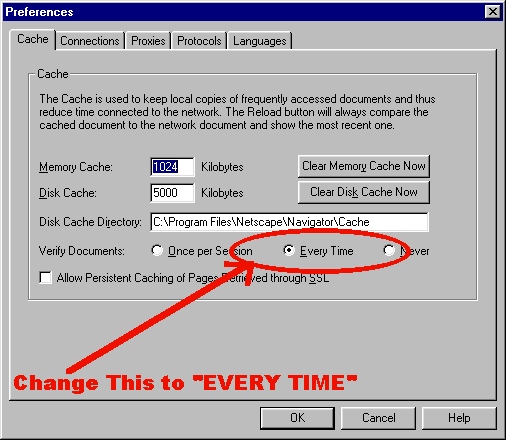 Preferences
Cache Connections Proxies Protocols Languages
Cache
The Cache is used to keep local copies of frequently accessed documents and thus
reduce time connected to the network. The Reload button will always compare the
cached document to the network document and show the most recent one.
Memory Cache: 1024 Kilobytes Clear Memory Cache Now
Disk Cache: 5000 Kilobytes Clear Disk Cache Now
Disk Cache Directory: C:\Program Files\Netscape\Navigator\Cache
Verify Documents: Once per Session Every Time Never
Allow Persistent Caching of Pages Retrieved through SSL
Change This to "EVERY TIME"
OK Cancel Help